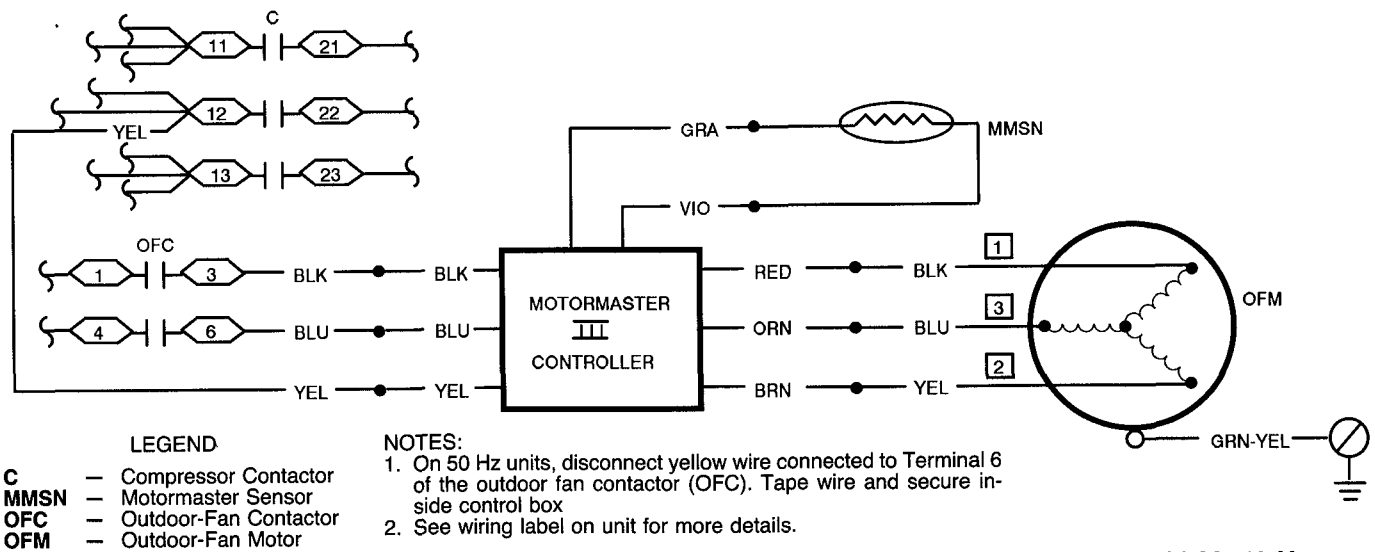 C
11 21
12 22
YEL
13 23
GRA
MMSN
VIO
OFC
1 3 BLK BLK
4 6 BLU BLU
YEL YEL
MOTORMASTER
III
CONTROLLER
RED BLK 1
ORN BLU 3
BRN YEL 2
OFM
GRN-YEL
LEGEND
C — Compressor Contactor
MMSN — Motormaster Sensor
OFC — Outdoor-Fan Contactor
OFM — Outdoor-Fan Motor
NOTES:
1. On 50 Hz units, disconnect yellow wire connected to Terminal 6
of the outdoor fan contactor (OFC). Tape wire and secure in-
side control box
2. See wiring label on unit for more details.